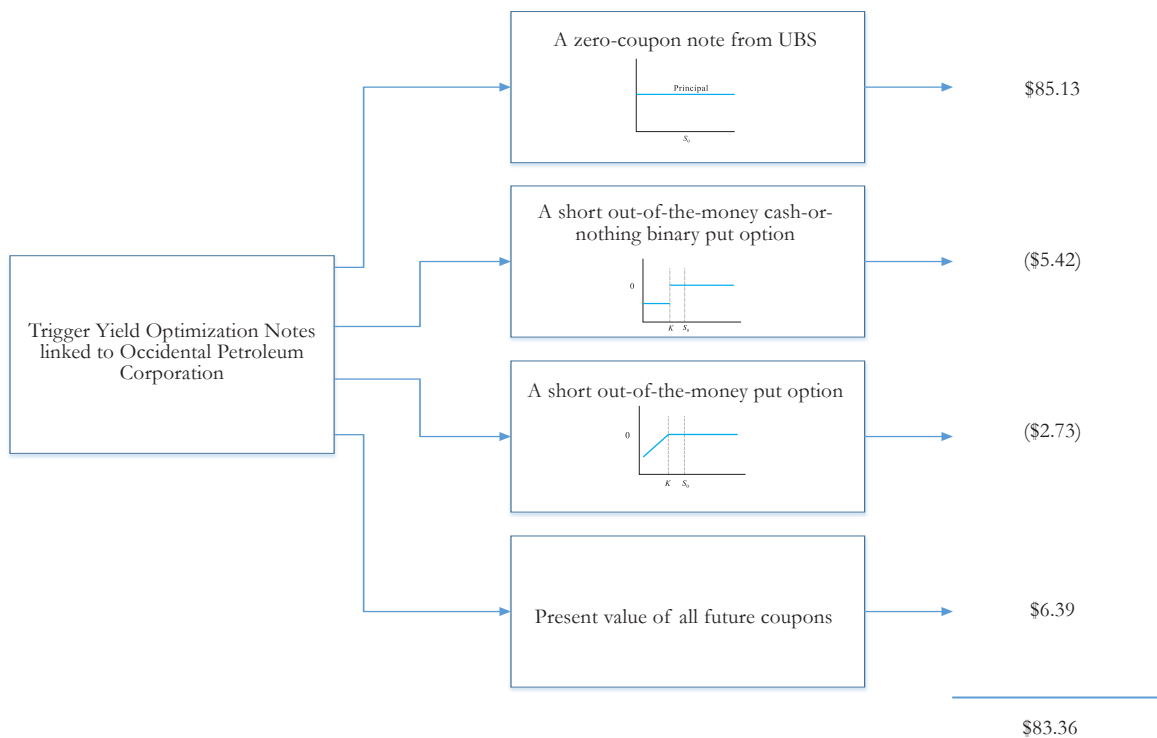 A zero-coupon note from UBS
Principal
S0
$85.13
A short out-of-the-money cash-or-
nothing binary put option
0
K S0
($5.42)
Trigger Yield Optimization Notes
linked to Occidental Petroleum
Corporation
A short out-of-the-money put option
0
K S0
($2.73)
Present value of all future coupons
$6.39
$83.36